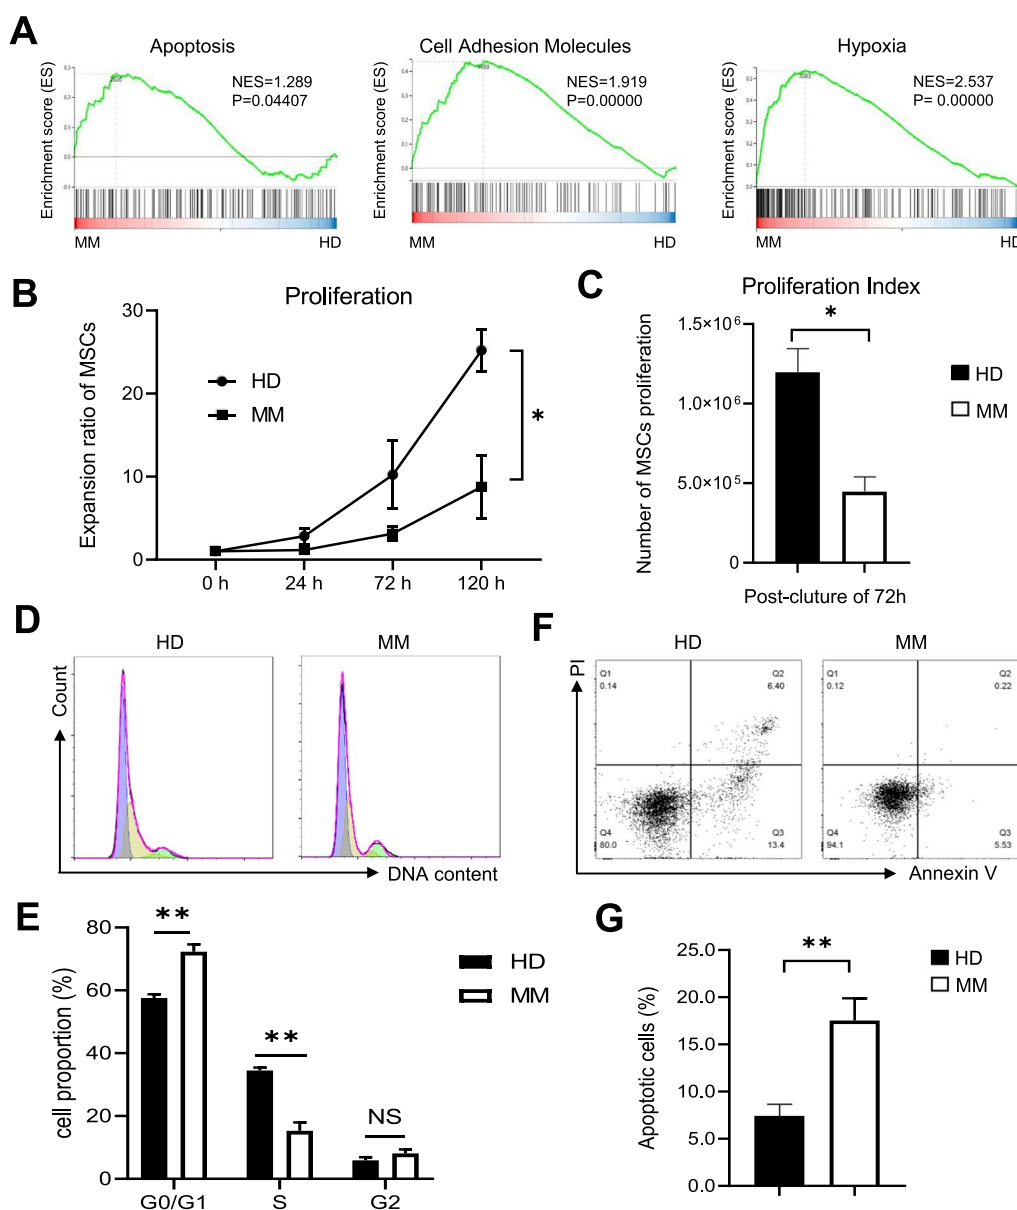 A
Apoptosis
Cell Adhesion Molecules
Hypoxia
Enrichment score (ES)
NES=1.289
P=0.04407
MM
HD
Enrichment score (ES)
NES=1.919
P=0.00000
MM
HD
Enrichment score (ES)
NES=2.537
P= 0.00000
MM
HD
B
Proliferation
Expansion ratio of MSCs
30
20
10
0
HD
MM
*
0 h
24 h
72 h
120 h
C
Proliferation Index
Number of MSCs proliferation
1.5×10⁶
1.0×10⁶
5.0×10⁵
0
*
HD
MM
Post-cluture of 72h
D
HD
MM
Count
DNA content
F
HD
MM
PI
Q1
0.14
Q2
6.40
Q4
80.0
Q3
13.4
Q1
0.12
Q2
0.22
Q4
94.1
Q3
5.53
Annexin V
E
cell proportion (%)
80
60
40
20
0
**
**
NS
HD
MM
G0/G1
S
G2
G
Apoptotic cells (%)
25.0
20.0
15.0
10.0
5.0
0.0
**
HD
MM